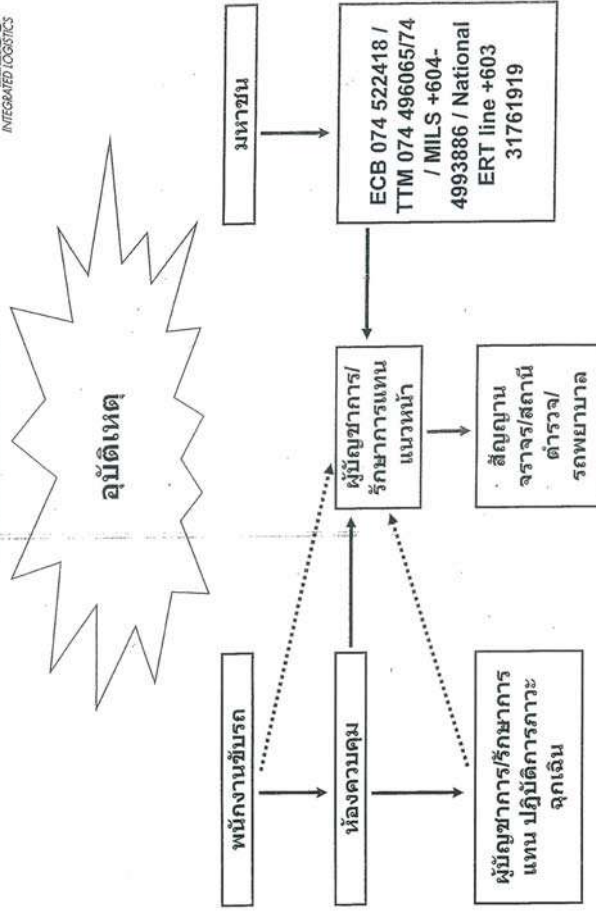 INTEGRATED LOGISTICS
อุบัติเหตุ
พนักงานขับรถ
ห้องควบคุม
ผู้บัญชาการ/รักษาการ
แทน ปฏิบัติการภาวะ
ฉุกเฉิน
ผู้บัญชาการ/
รักษาการแทน
แนวหน้า
สัญญาน
จราจร/สถานี
ตำรวจ/
รถพยาบาล
มหาชน
ECB 074 522418 /
TTM 074 496065/74
/ MILS +604-
4993886 / National
ERT line +603
31761919